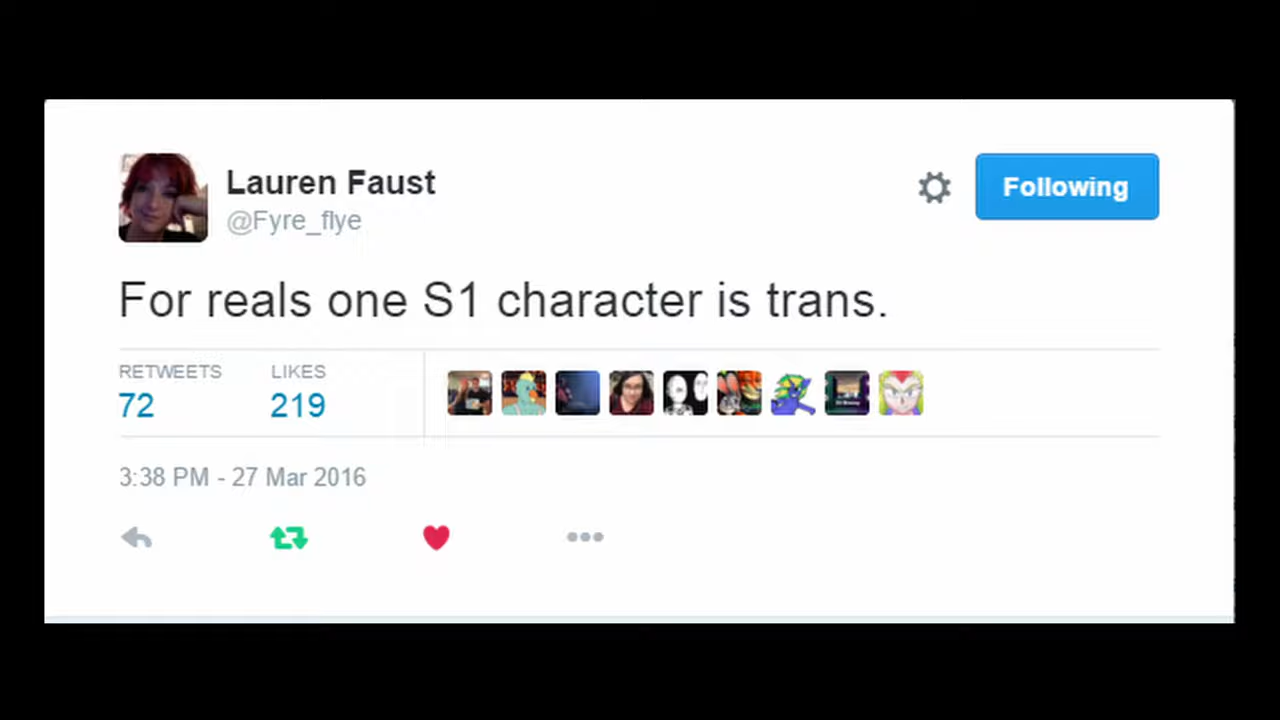 Lauren Faust
@Fyre_flye
Following
For reals one S1 character is trans.
RETWEETS LIKES
72 219
3:38 PM - 27 Mar 2016